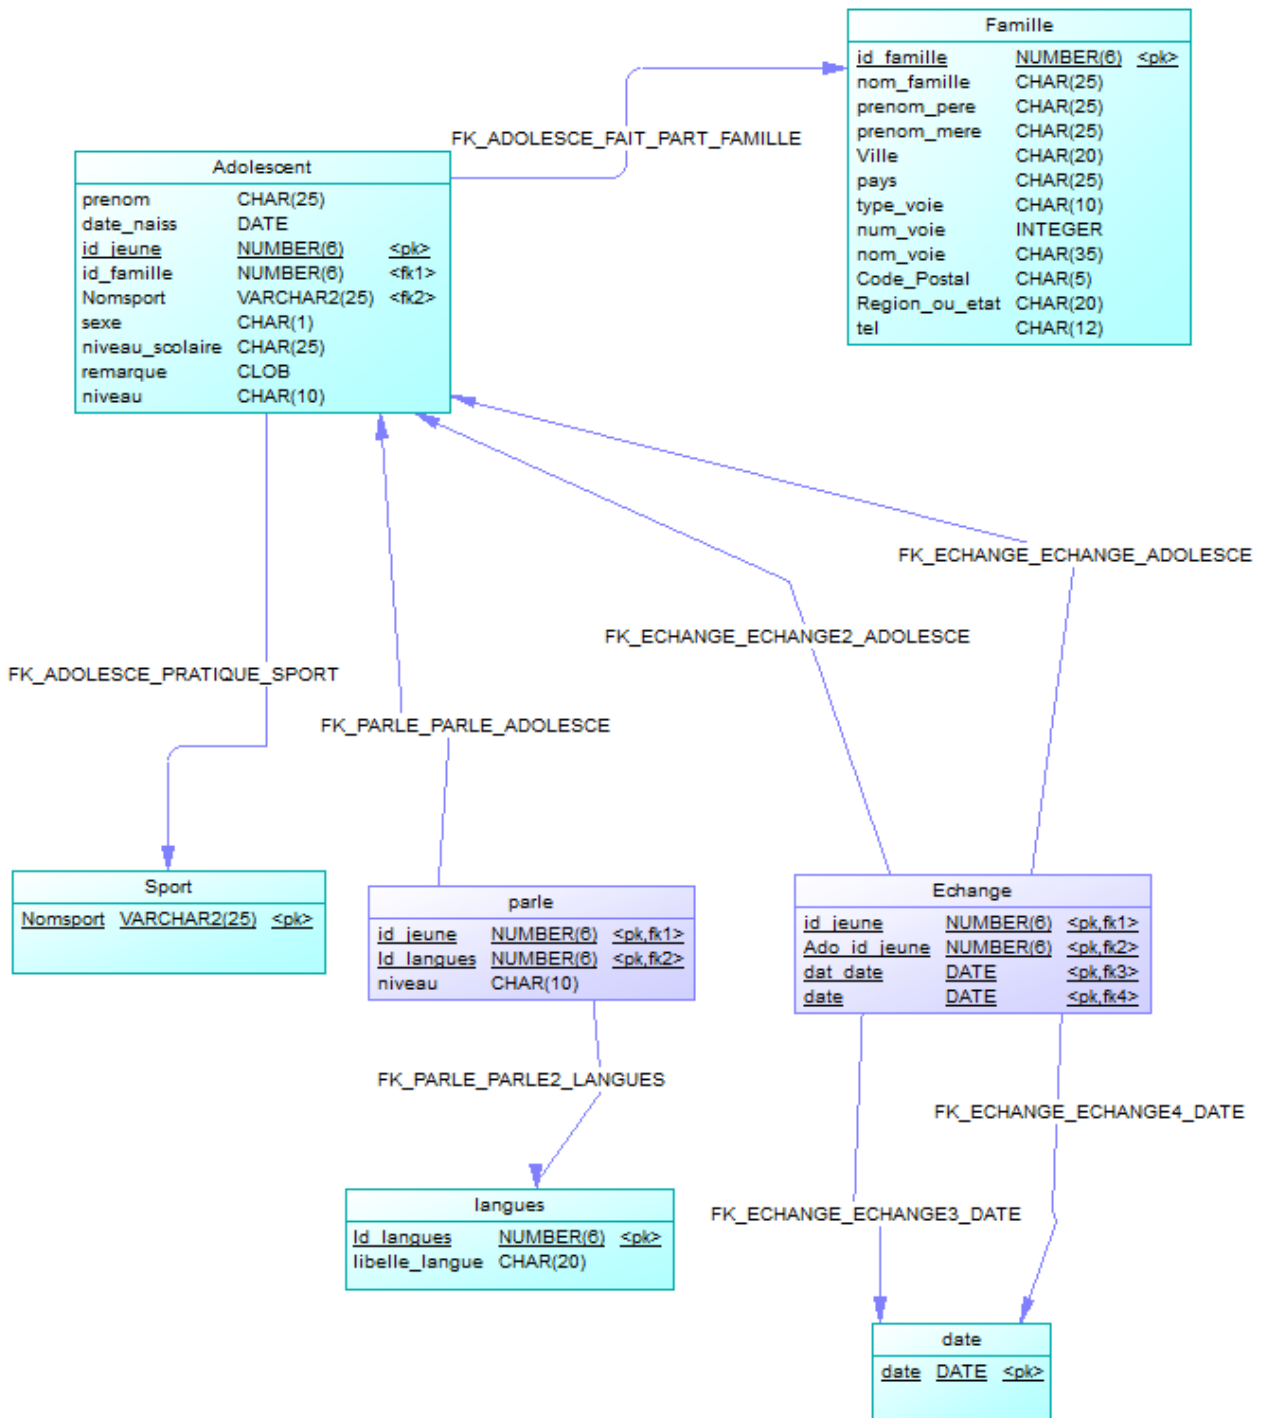 Famille
id_famille NUMBER(6) <pk>
nom_famille CHAR(25)
prenom_pere CHAR(25)
prenom_mere CHAR(25)
Ville CHAR(20)
pays CHAR(25)
type_voie CHAR(10)
num_voie INTEGER
nom_voie CHAR(35)
Code_Postal CHAR(5)
Region_ou_etat CHAR(20)
tel CHAR(12)
FK_ADOLESCE_FAIT_PART_FAMILLE
Adolescent
prenom CHAR(25)
date_naiss DATE
id_jeune NUMBER(6) <pk>
id_famille NUMBER(6) <fk1>
Nomsport VARCHAR2(25) <fk2>
sexe CHAR(1)
niveau_scolaire CHAR(25)
remarque CLOB
niveau CHAR(10)
FK_ECHANGE_ECHANGE_ADOLESCE
FK_ECHANGE_ECHANGE2_ADOLESCE
FK_ADOLESCE_PRATIQUE_SPORT
FK_PARLE_PARLE_ADOLESCE
Sport
Nomsport VARCHAR2(25) <pk>
parle
id_jeune NUMBER(6) <pk,fk1>
Id_langues NUMBER(6) <pk,fk2>
niveau CHAR(10)
Echange
id_jeune NUMBER(6) <pk,fk1>
Ado_id_jeune NUMBER(6) <pk,fk2>
dat_date DATE <pk,fk3>
date DATE <pk,fk4>
FK_PARLE_PARLE2_LANGUES
FK_ECHANGE_ECHANGE4_DATE
FK_ECHANGE_ECHANGE3_DATE
langues
Id_langues NUMBER(6) <pk>
libelle_langue CHAR(20)
date
date DATE <pk>